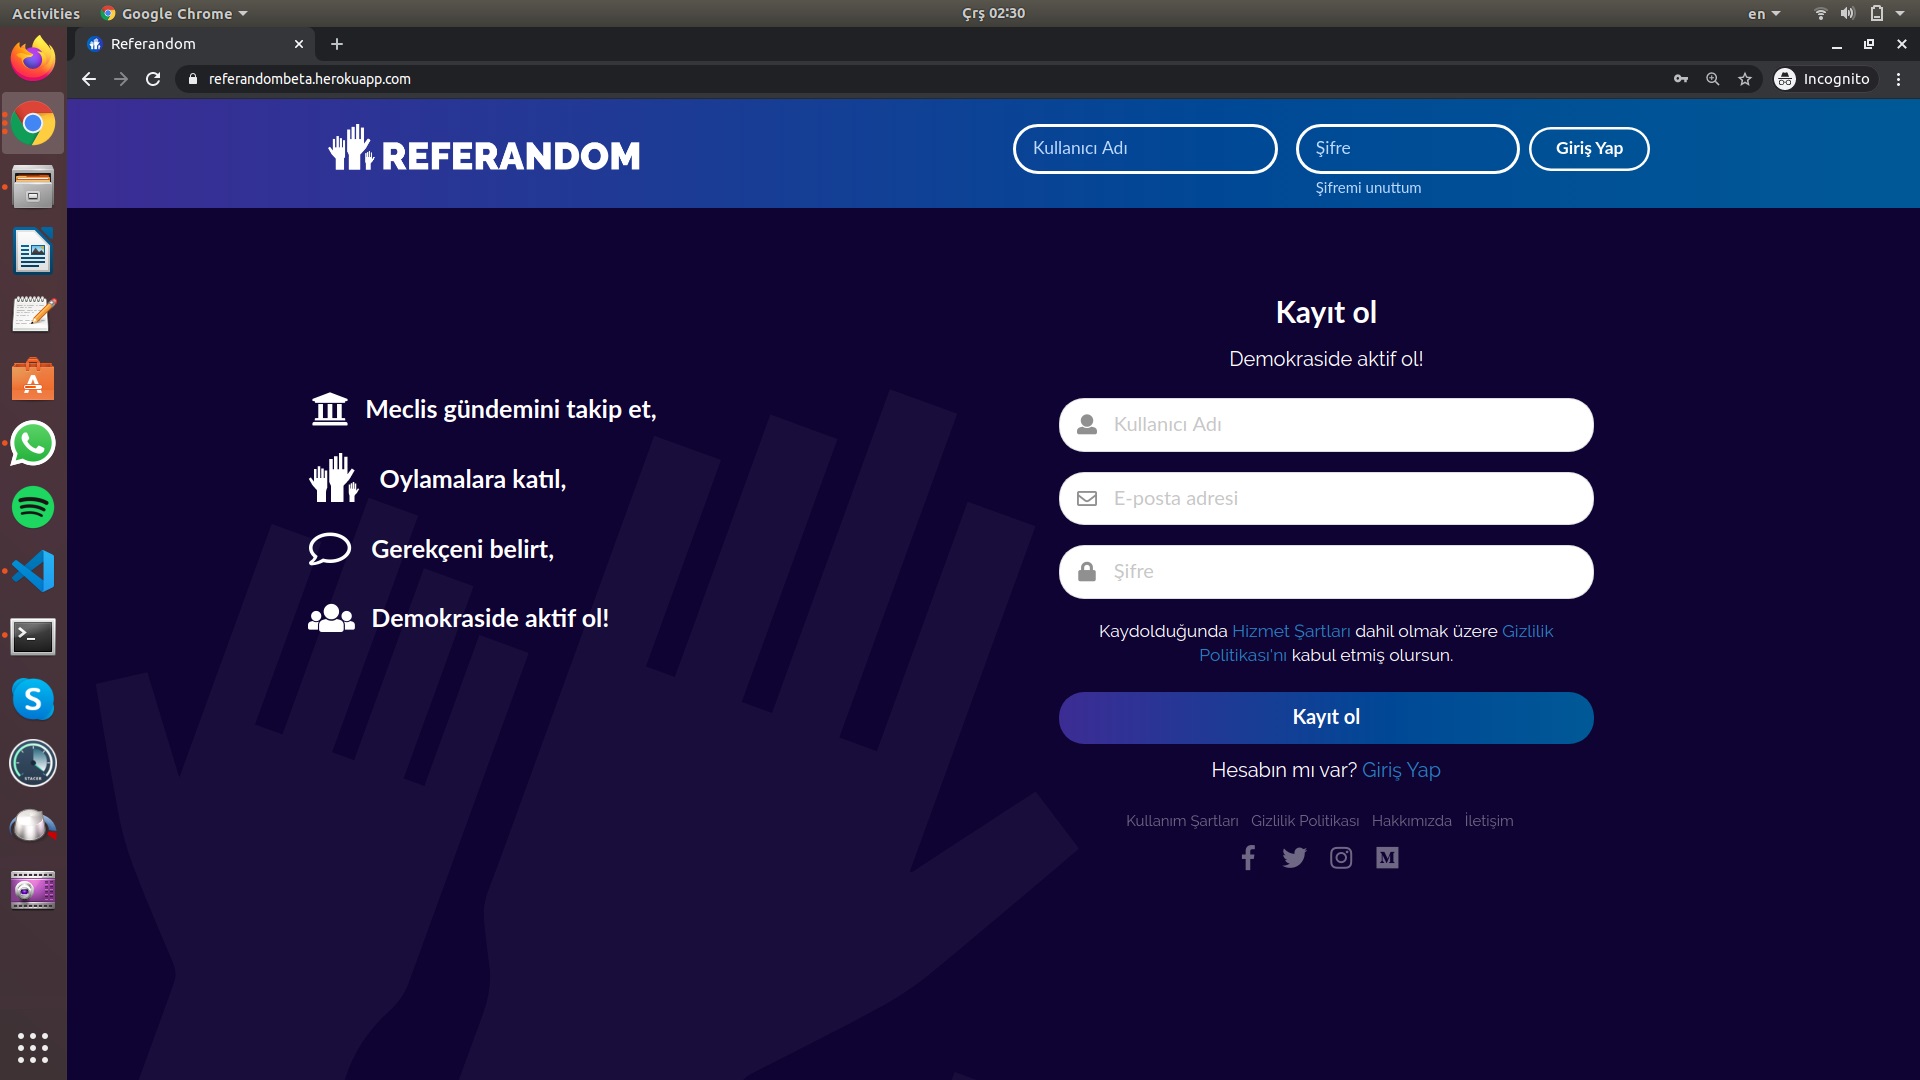 Activities Google Chrome Çrş 02:30 en
Referandom
referandombeta.herokuapp.com Incognito
REFERANDOM
Kullanıcı Adı Şifre Giriş Yap
Şifremi unuttum
Meclis gündemini takip et,
Oylamalara katıl,
Gerekçeni belirt,
Demokraside aktif ol!
Kayıt ol
Demokraside aktif ol!
Kullanıcı Adı
E-posta adresi
Şifre
Kaydolduğunda Hizmet Şartları dahil olmak üzere Gizlilik
Politikası'nı kabul etmiş olursun.
Kayıt ol
Hesabın mı var? Giriş Yap
Kullanım Şartları Gizlilik Politikası Hakkımızda İletişim
STACER